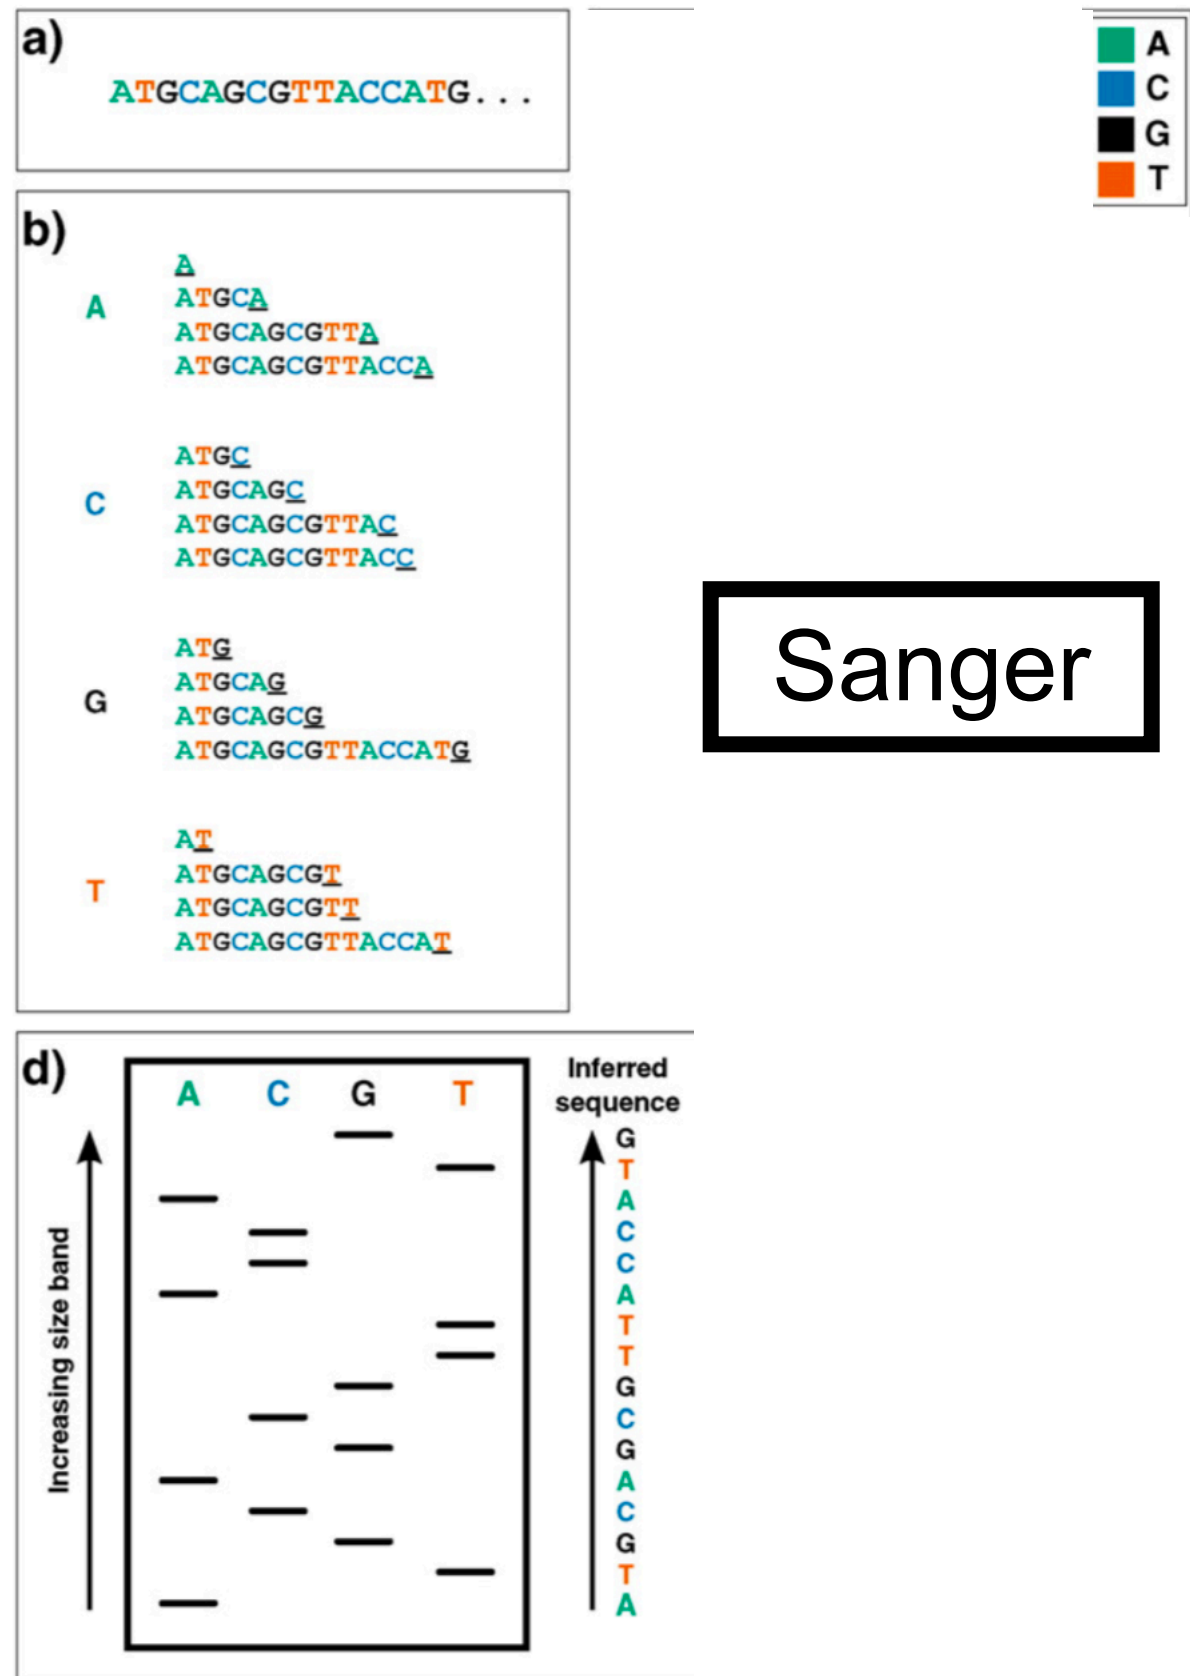 a)
ATGCAGCGTTACCATG...
A
C
G
T
b)
A
A
ATGCA
ATGCAGCGTTA
ATGCAGCGTTACCA
C
ATGC
ATGCAGC
ATGCAGCGTTAC
ATGCAGCGTTACC
G
ATG
ATGCAG
ATGCAGCG
ATGCAGCGTTACCATG
T
AT
ATGCAGCGT
ATGCAGCGTT
ATGCAGCGTTACCAT
Sanger
d)
A C G T
Increasing size band
Inferred
sequence
G
T
A
C
C
A
T
T
G
C
G
A
C
G
T
A